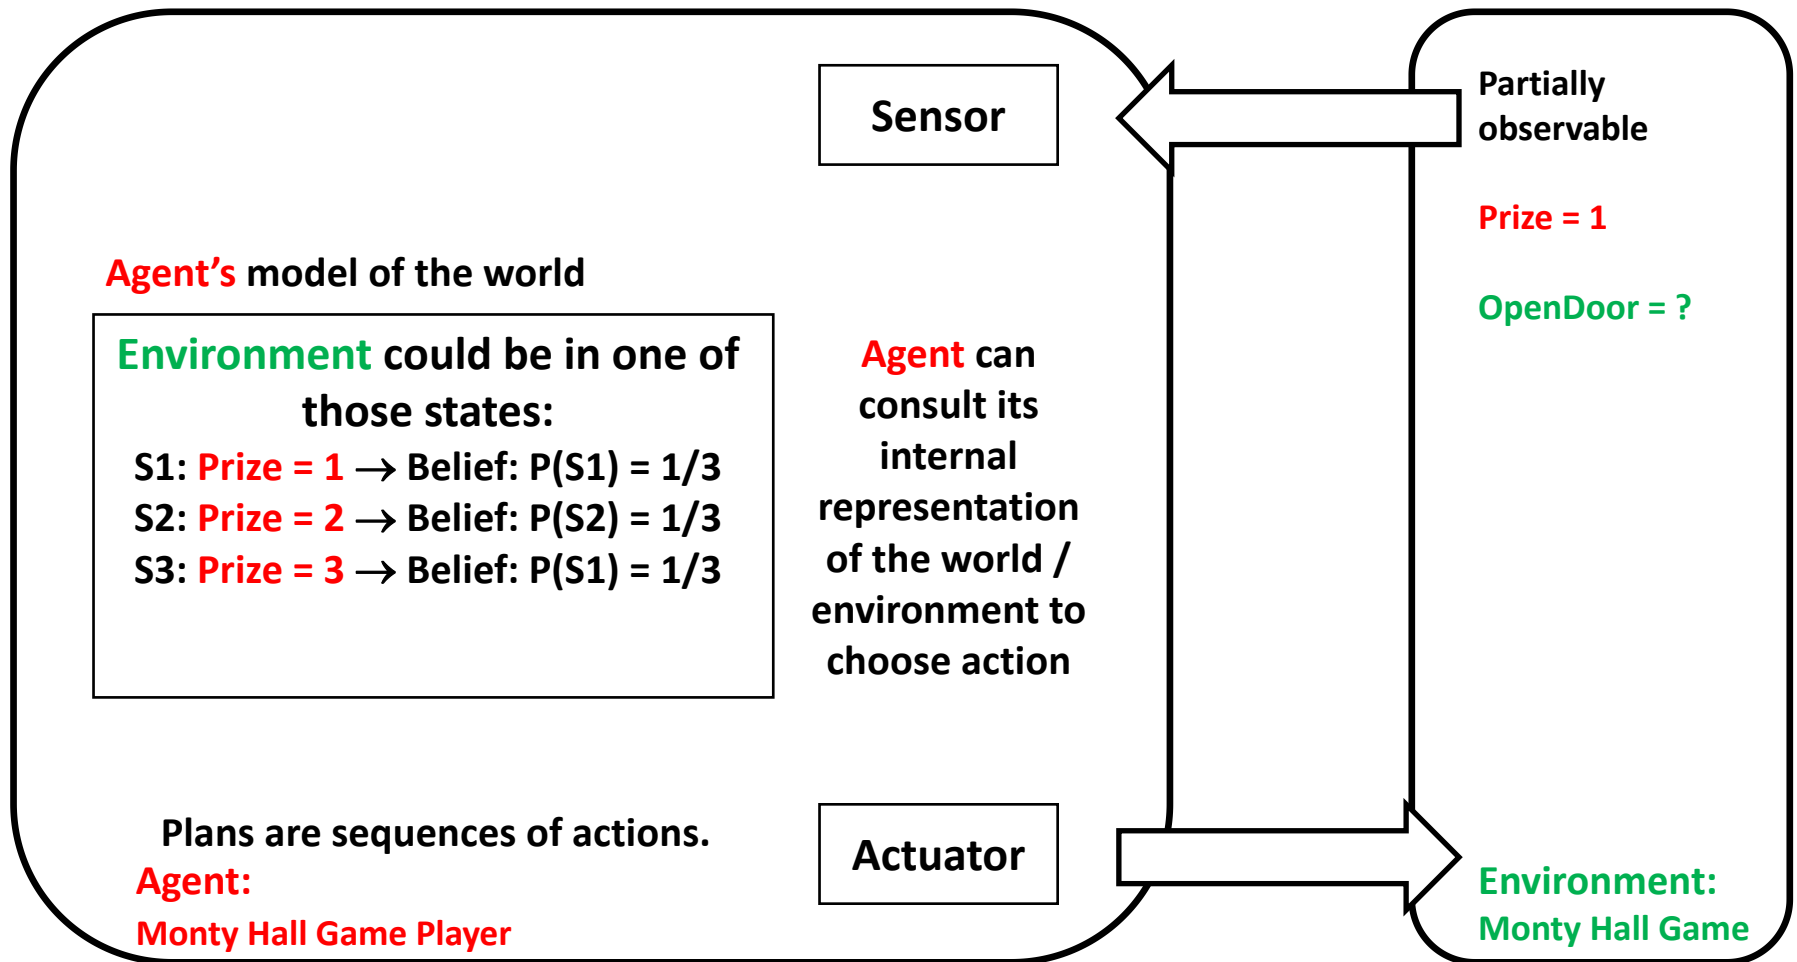 Sensor
Partially
observable
Prize = 1
OpenDoor = ?
Agent's model of the world
Environment could be in one of
those states:
S1: Prize = 1 → Belief: P(S1) = 1/3
S2: Prize = 2 → Belief: P(S2) = 1/3
S3: Prize = 3 → Belief: P(S1) = 1/3
Agent can
consult its
internal
representation
of the world /
environment to
choose action
Plans are sequences of actions.
Agent:
Monty Hall Game Player
Actuator
Environment:
Monty Hall Game